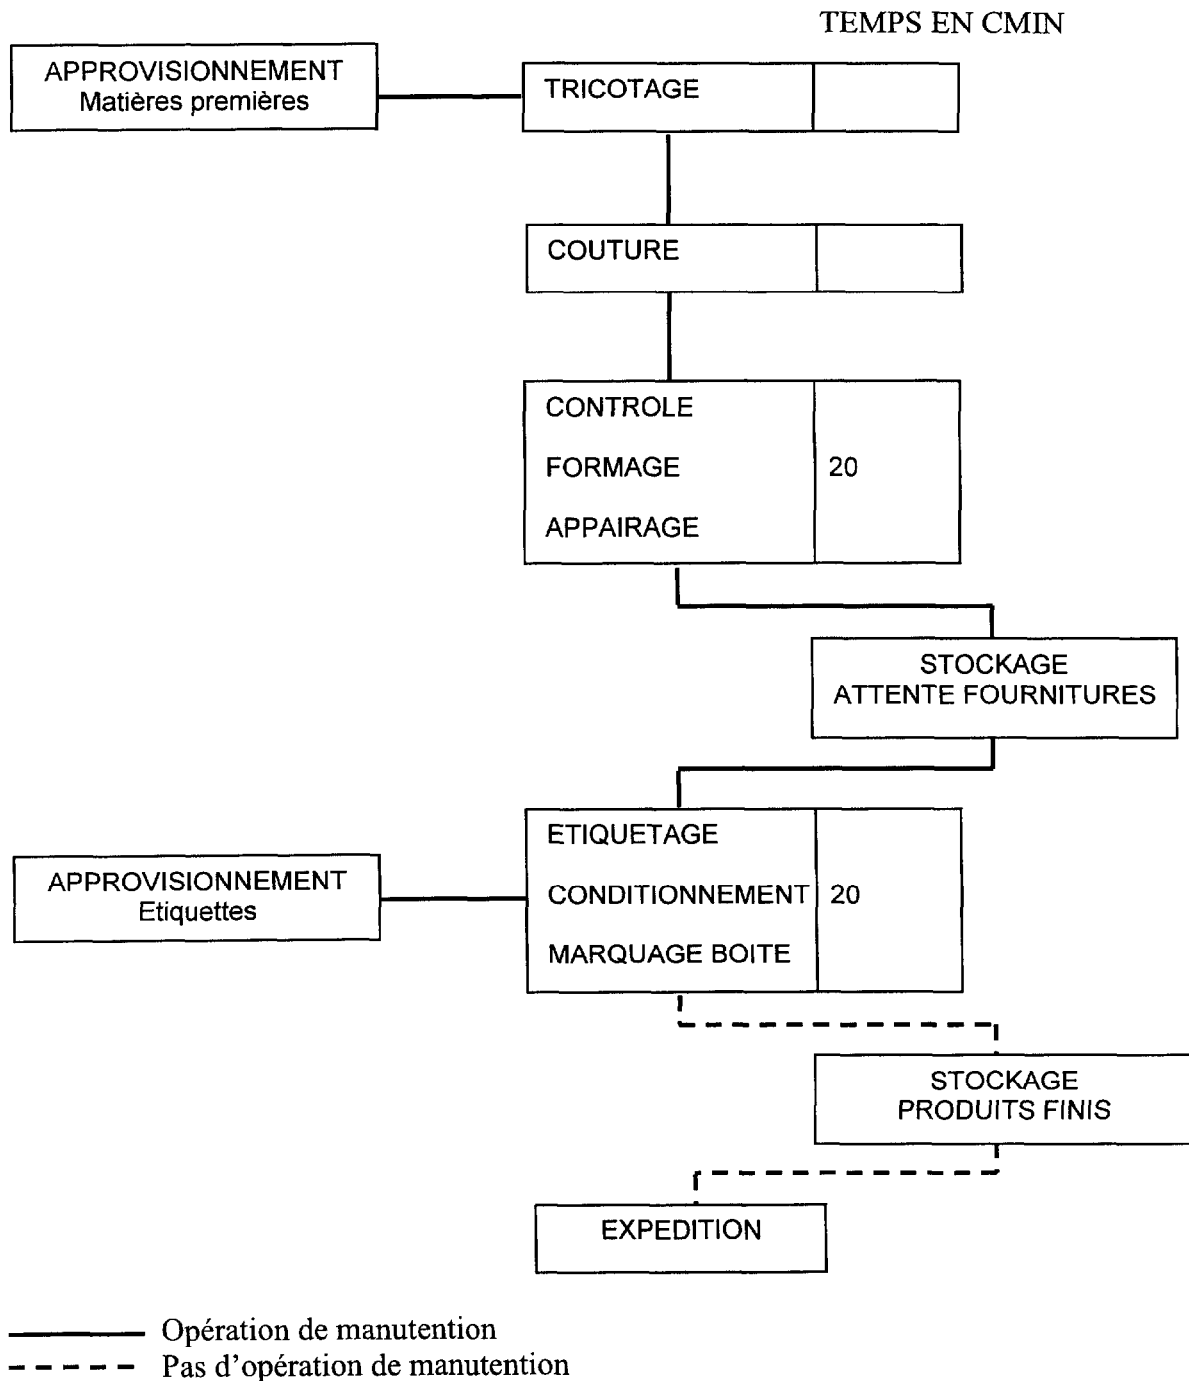 TEMPS EN CMIN
APPROVISIONNEMENT
Matières premières
TRICOTAGE
COUTURE
CONTROLE
FORMAGE
20
APPAIRAGE
STOCKAGE
ATTENTE FOURNITURES
ETIQUETAGE
APPROVISIONNEMENT
Etiquettes
CONDITIONNEMENT
20
MARQUAGE BOITE
STOCKAGE
PRODUITS FINIS
EXPEDITION
Opération de manutention
Pas d'opération de manutention